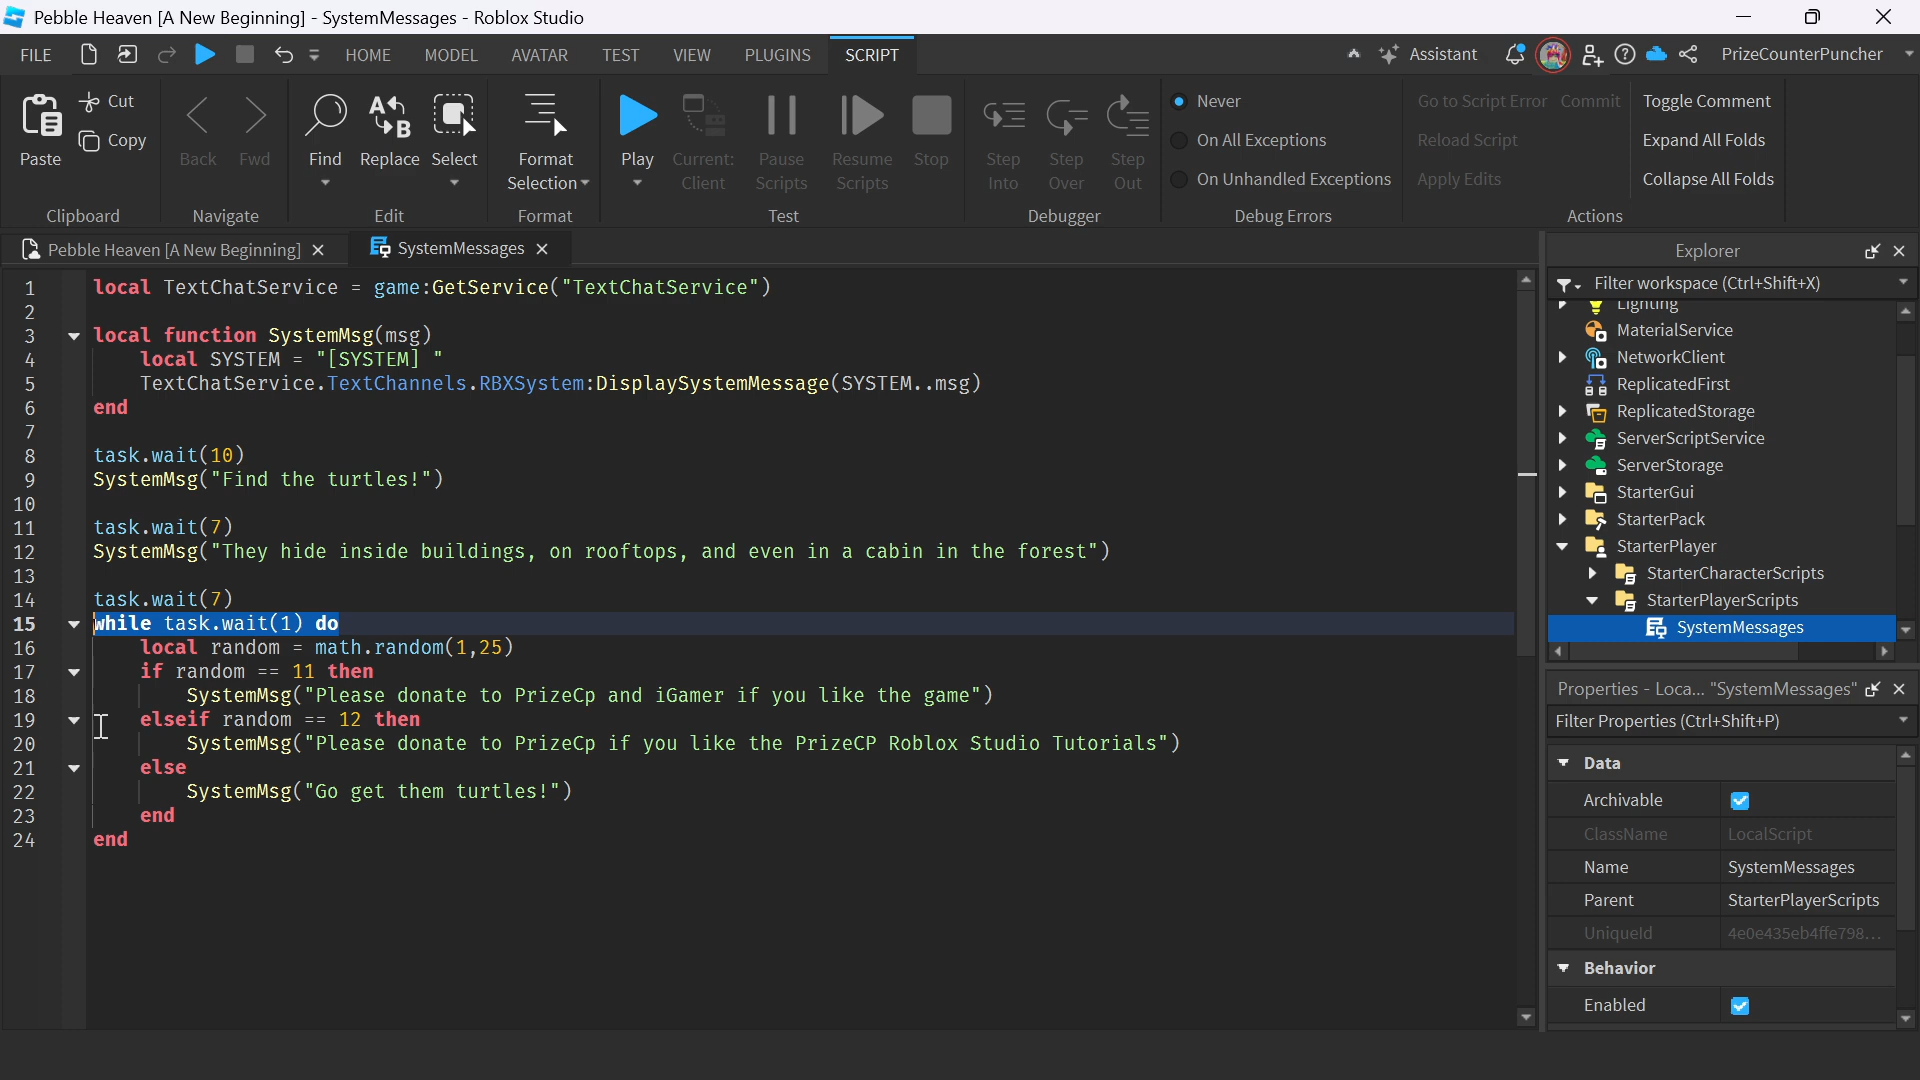 Pebble Heaven [A New Beginning] - SystemMessages - Roblox Studio
FILE HOME MODEL AVATAR TEST VIEW PLUGINS SCRIPT Assistant PrizeCounterPuncher
Paste Cut Copy
Clipboard
Back Fwd
Navigate
Find Replace Select
Edit
Format Selection
Format
Play Current: Client Pause Scripts Resume Scripts Stop
Test
Step Into Step Over Step Out
Debugger
Never
On All Exceptions
On Unhandled Exceptions
Debug Errors
Go to Script Error Commit Toggle Comment
Reload Script Expand All Folds
Apply Edits Collapse All Folds
Actions
Pebble Heaven [A New Beginning] SystemMessages
1 local TextChatService = game:GetService("TextChatService")
2
3 local function SystemMsg(msg)
4 local SYSTEM = "[SYSTEM] "
5 TextChatService.TextChannels.RBXSystem:DisplaySystemMessage(SYSTEM..msg)
6 end
7
8 task.wait(10)
9 SystemMsg("Find the turtles!")
10
11 task.wait(7)
12 SystemMsg("They hide inside buildings, on rooftops, and even in a cabin in the forest")
13
14 task.wait(7)
15 while task.wait(1) do
16 local random = math.random(1,25)
17 if random == 11 then
18 SystemMsg("Please donate to PrizeCp and iGamer if you like the game")
19 elseif random == 12 then
20 SystemMsg("Please donate to PrizeCp if you like the PrizeCP Roblox Studio Tutorials")
21 else
22 SystemMsg("Go get them turtles!")
23 end
24 end
Explorer
Filter workspace (Ctrl+Shift+X)
Lighting
MaterialService
NetworkClient
ReplicatedFirst
ReplicatedStorage
ServerScriptService
ServerStorage
StarterGui
StarterPack
StarterPlayer
StarterCharacterScripts
StarterPlayerScripts
SystemMessages
Properties - Loca... "SystemMessages"
Filter Properties (Ctrl+Shift+P)
Data
Archivable
ClassName LocalScript
Name SystemMessages
Parent StarterPlayerScripts
UniqueId 4e0e435eb4ffe798...
Behavior
Enabled